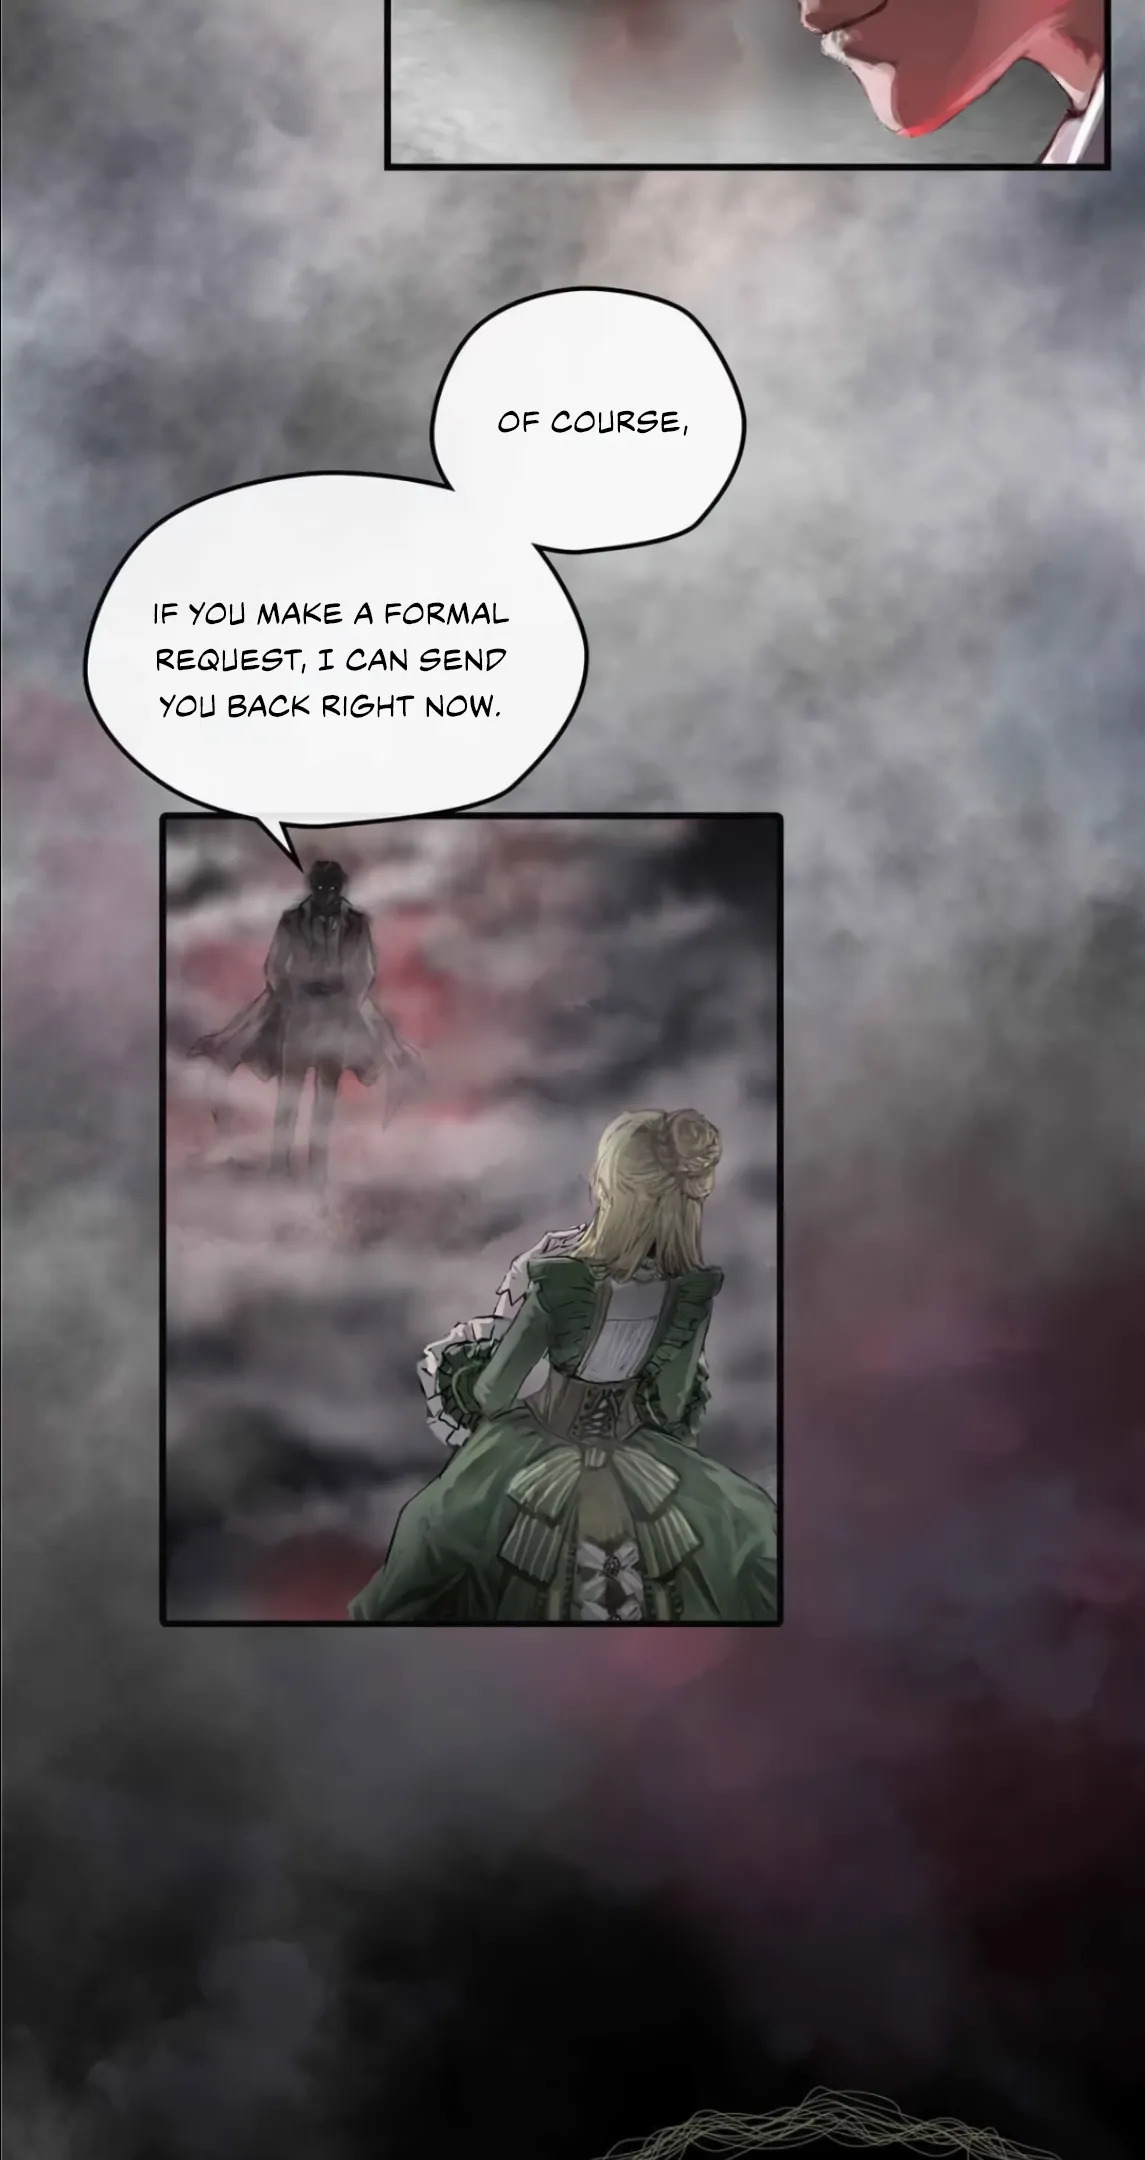 OF COURSE,
IF YOU MAKE A FORMAL
REQUEST, I CAN SEND
YOU BACK RIGHT NOW.